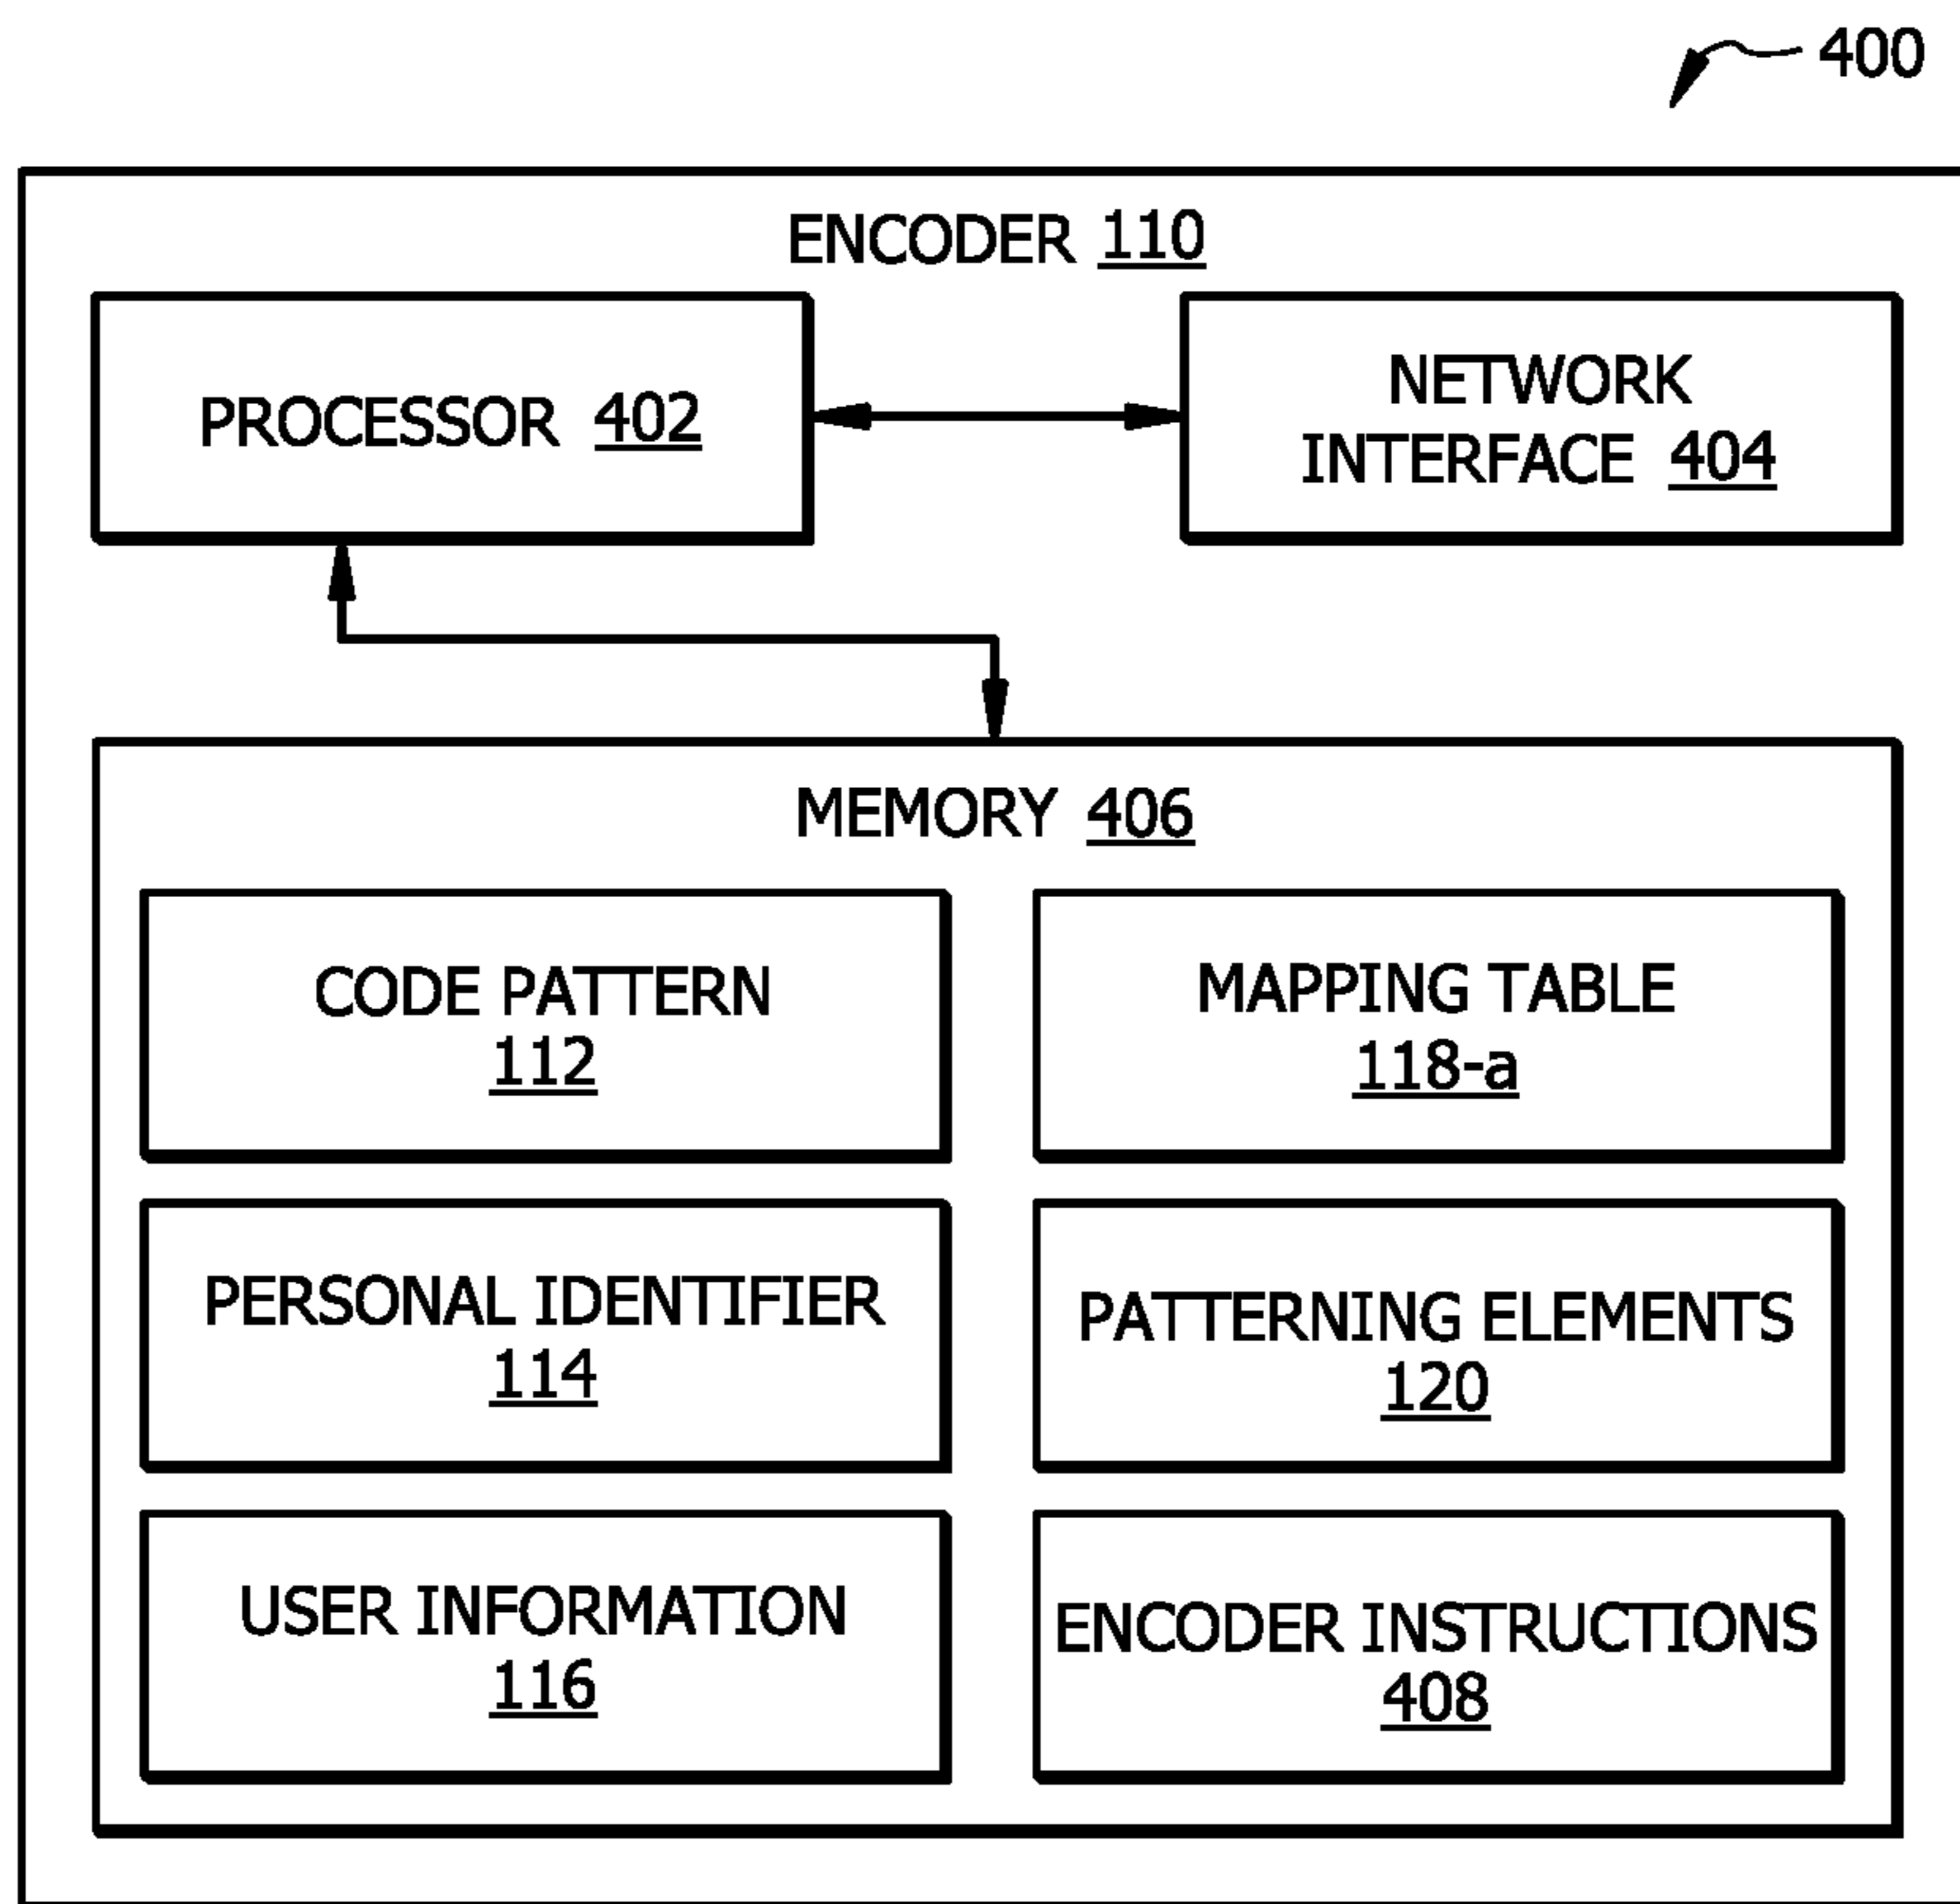 400
ENCODER 110
PROCESSOR 402
NETWORK
INTERFACE 404
MEMORY 406
CODE PATTERN
112
MAPPING TABLE
118-a
PERSONAL IDENTIFIER
114
PATTERNING ELEMENTS
120
USER INFORMATION
116
ENCODER INSTRUCTIONS
408